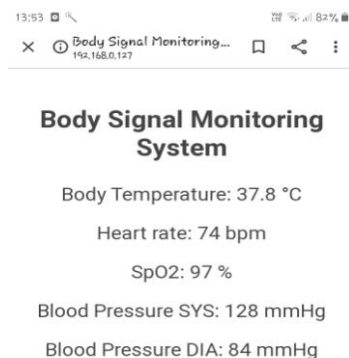 13:53 82%
Body Signal Monitoring...
192.168.0.127
Body Signal Monitoring
System
Body Temperature: 37.8 °C
Heart rate: 74 bpm
SpO2: 97 %
Blood Pressure SYS: 128 mmHg
Blood Pressure DIA: 84 mmHg